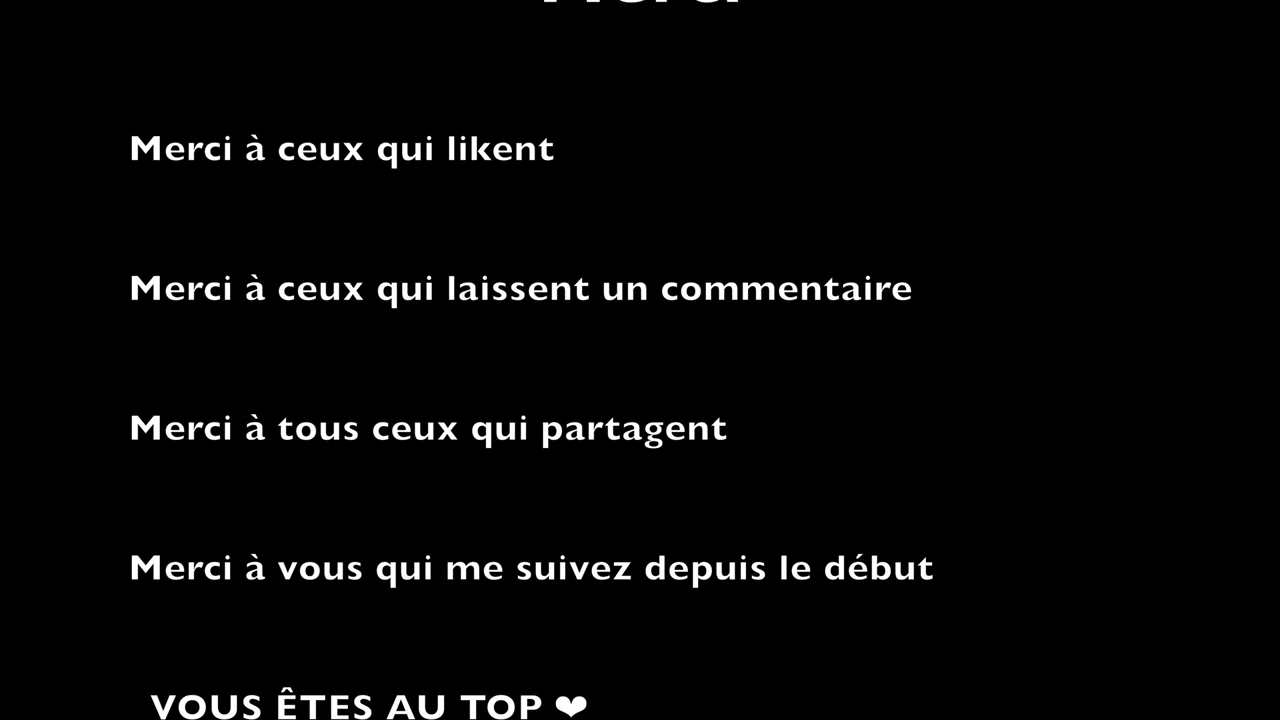 Merci
Merci à ceux qui likent
Merci à ceux qui laissent un commentaire
Merci à tous ceux qui partagent
Merci à vous qui me suivez depuis le début
VOUS ÊTES AU TOP ❤